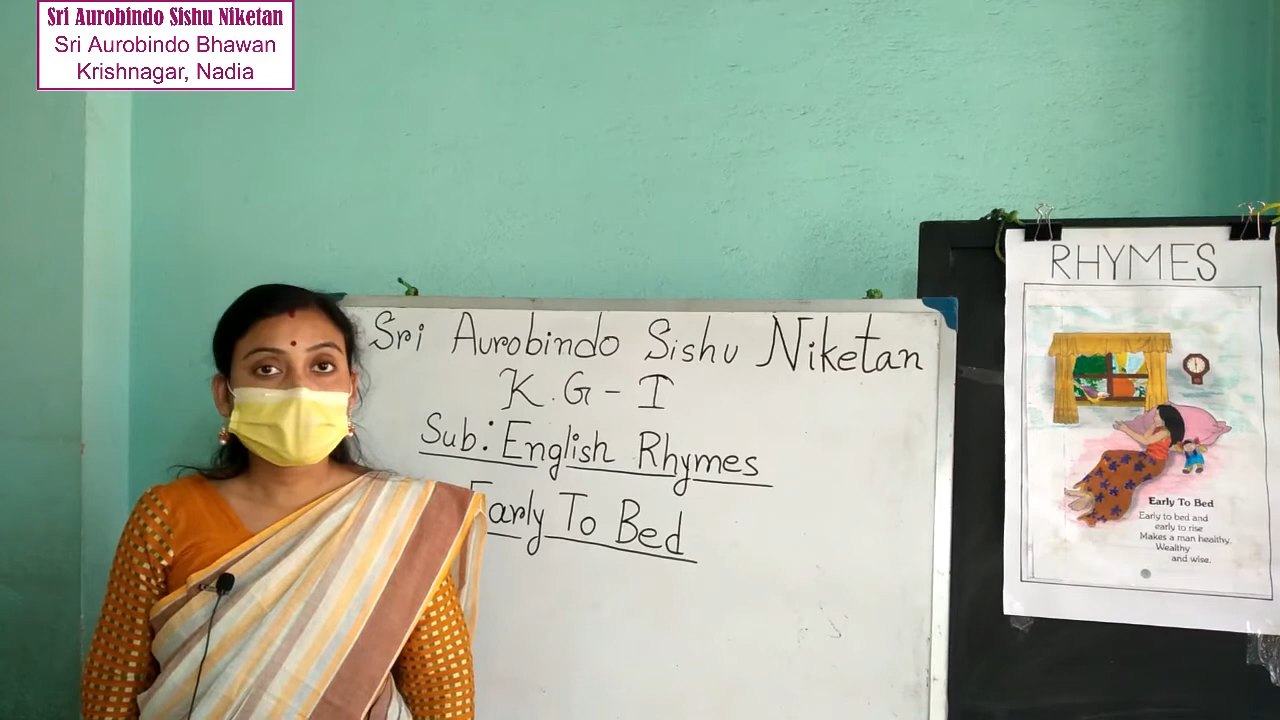 Sri Aurobindo Sishu Niketan
Sri Aurobindo Bhawan
Krishnagar, Nadia
Sri Aurobindo Sishu Niketan
K.G - I
Sub: English Rhymes
Early To Bed
RHYMES
Early To Bed
Early to bed and
early to rise
Makes a man healthy.
Wealthy
and wise.